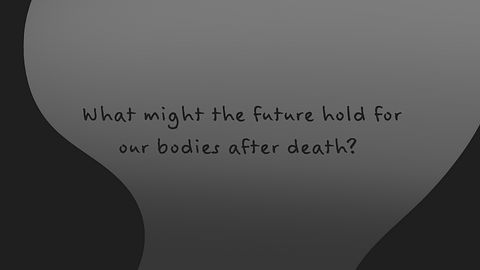 What might the future hold for
our bodies after death?